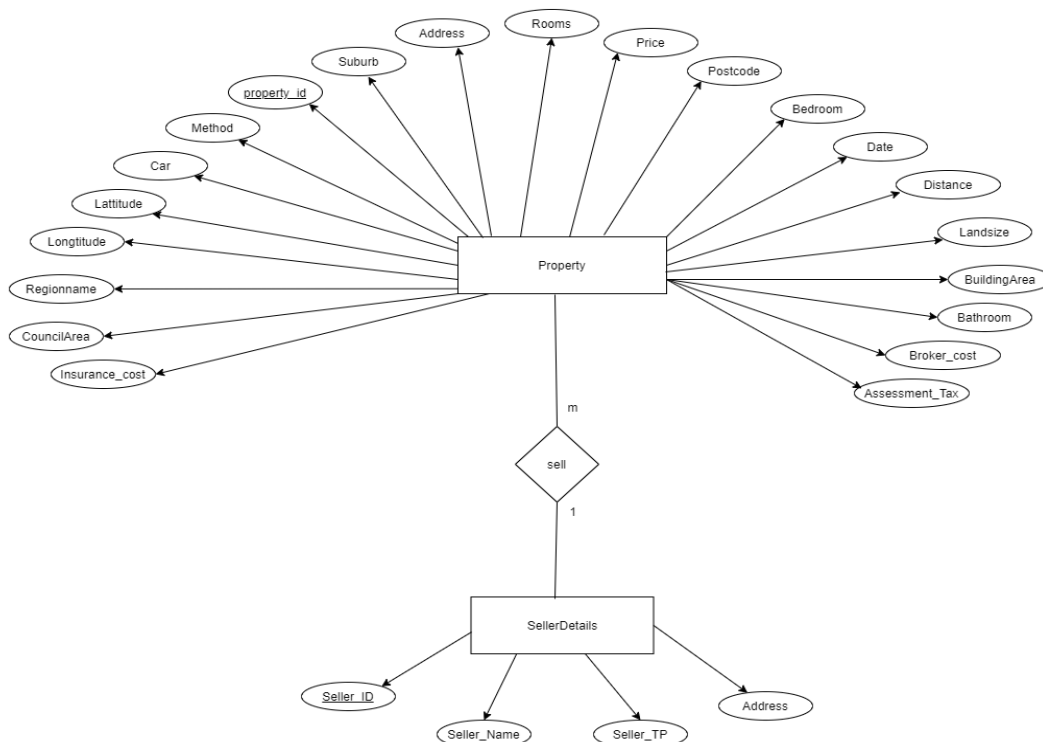 Rooms
Address
Price
Suburb
Postcode
property_id
Bedroom
Method
Date
Car
Distance
Lattitude
Landsize
Longtitude
Property
BuildingArea
Regionname
Bathroom
CouncilArea
Broker_cost
Insurance_cost
Assessment_Tax
m
sell
1
SellerDetails
Seller_ID
Address
Seller_Name
Seller_TP